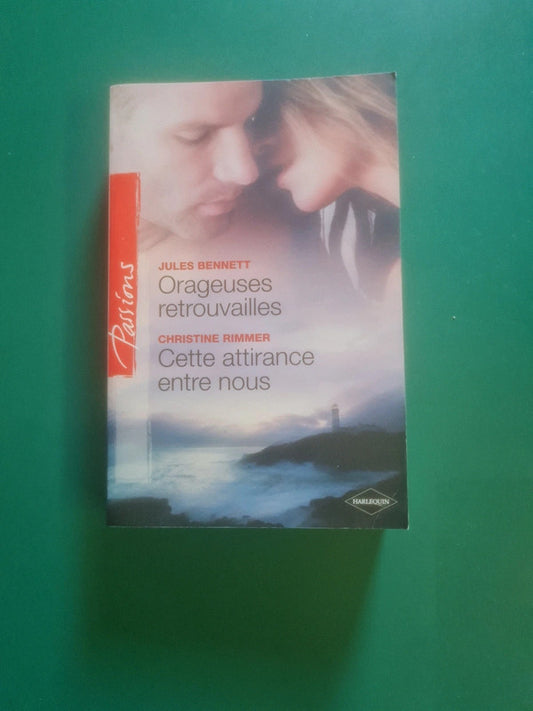 Passions
JULES BENNETT
Orageuses
retrouvailles
CHRISTINE RIMMER
Cette attirance
entre nous
HARLEQUIN